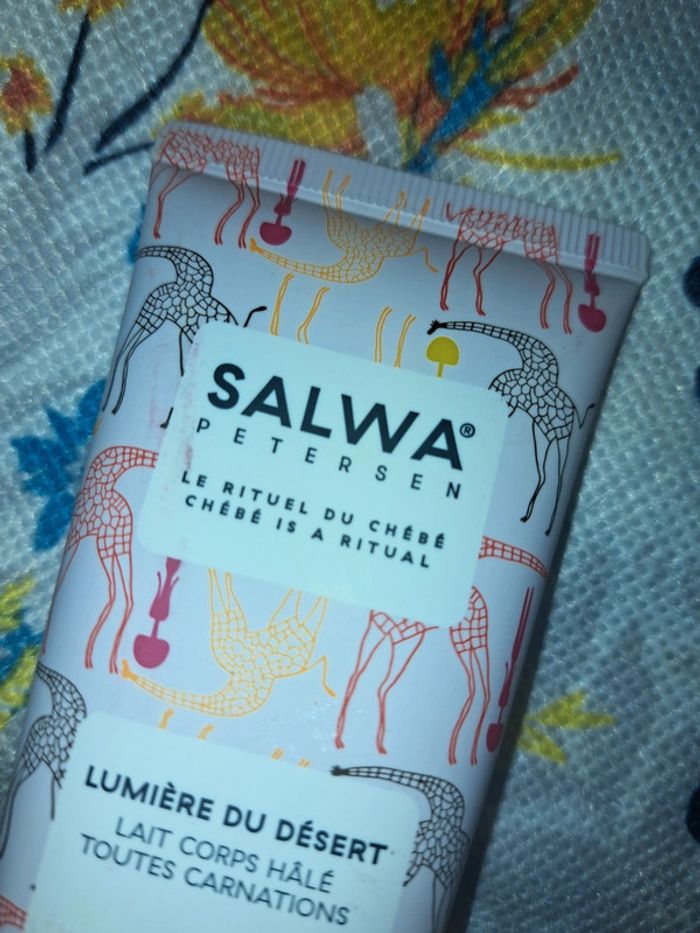 SALWA®
PETERSEN
LE RITUEL DU CHÉBÉ
CHÉBÉ IS A RITUAL
LUMIÈRE DU DÉSERT
LAIT CORPS HÂLÉ
TOUTES CARNATIONS